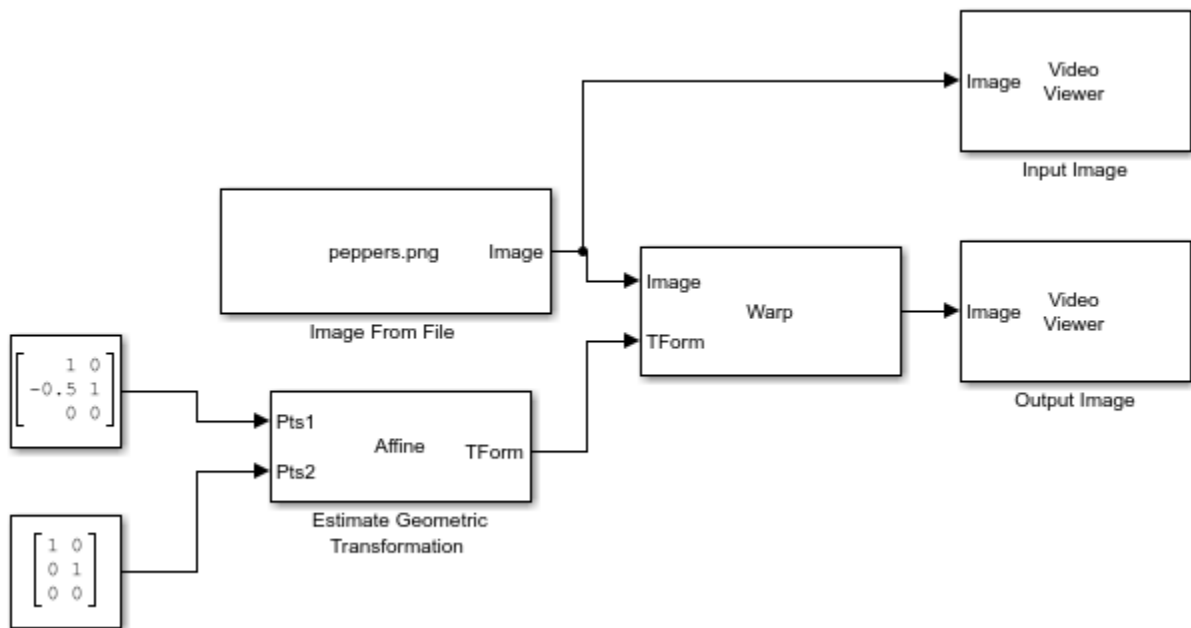 Image
Video
Viewer
Input Image
peppers.png
Image
Image From File
Image
TForm
Warp
Image
Video
Viewer
Output Image
1 0
-0.5 1
0 0
Pts1
Pts2
Affine
TForm
Estimate Geometric
Transformation
1 0
0 1
0 0